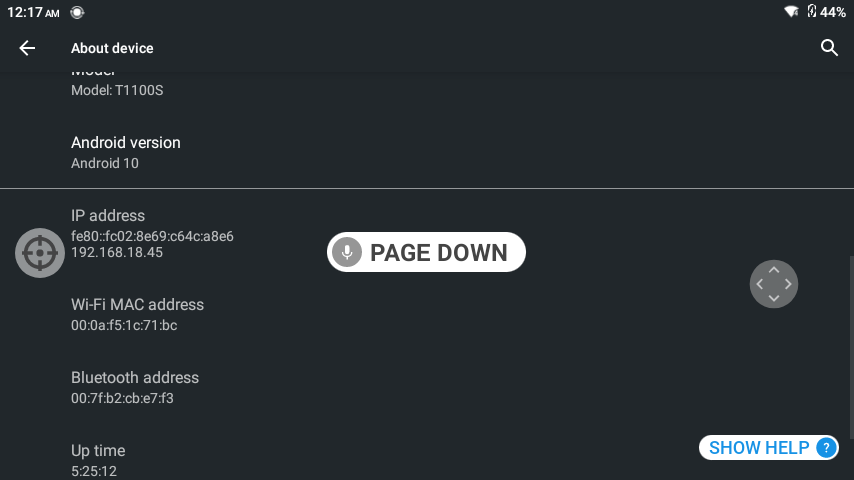 12:17 AM 44%
About device
Model
Model: T1100S
Android version
Android 10
IP address
fe80::fc02:8e69:c64c:a8e6
192.168.18.45
PAGE DOWN
Wi-Fi MAC address
00:0a:f5:1c:71:bc
Bluetooth address
00:7f:b2:cb:e7:f3
SHOW HELP ?
Up time
5:25:12